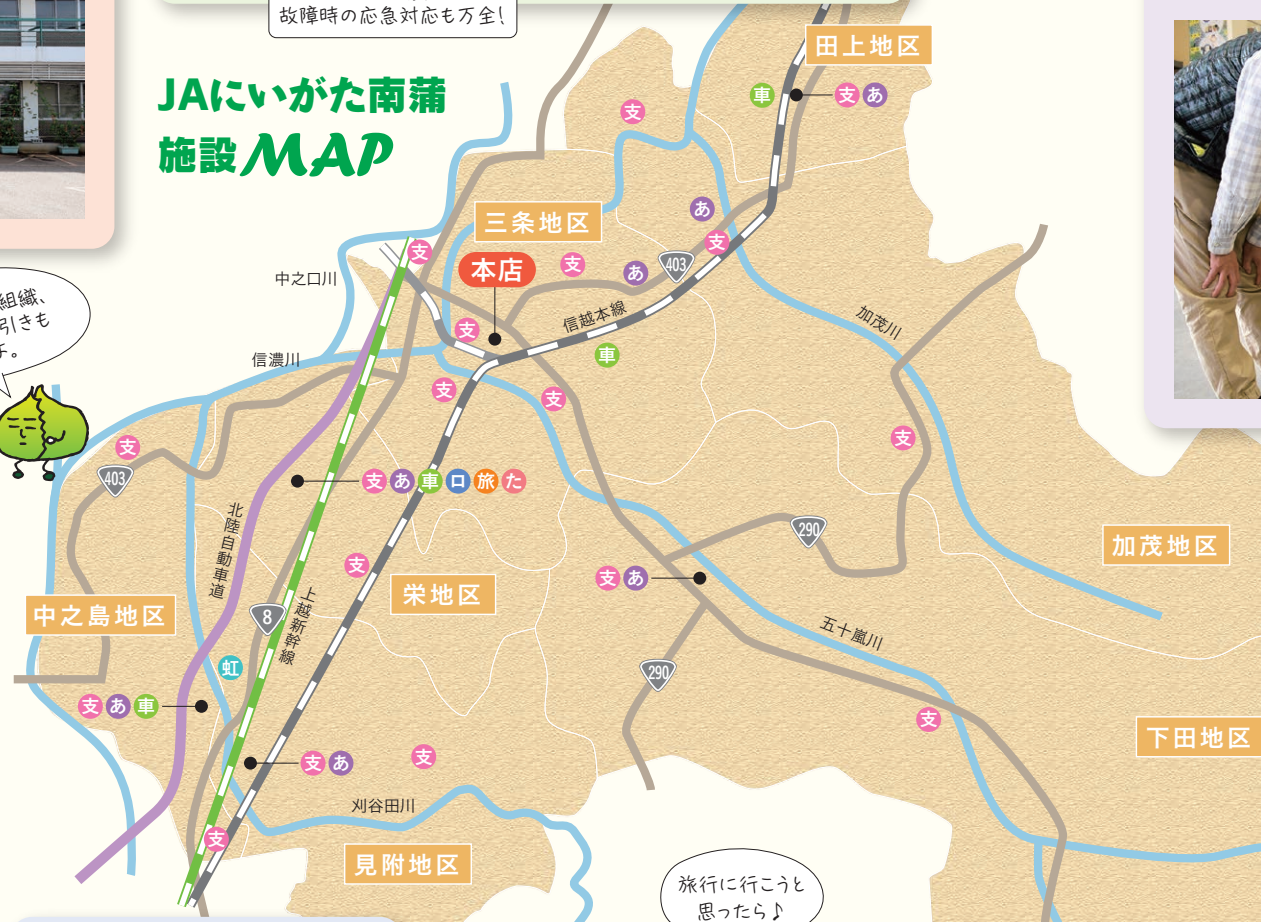 故障時の応急対応も万全!
JAにいがた南蒲
施設MAP
田上地区
車
支あ
支
あ
三条地区
支
支
403
中之口川
本店
支
あ
信越本線
加茂川
支
車
信濃川
支
支
組織、
引きも
チ。
支
403
支あ車ロ旅た
支
北陸自動車道
290
加茂地区
支
支あ
栄地区
上越新幹線
8
中之島地区
五十嵐川
虹
290
支あ車
支
下田地区
支あ
支
刈谷田川
支
見附地区
旅行に行こうと
思ったら♪